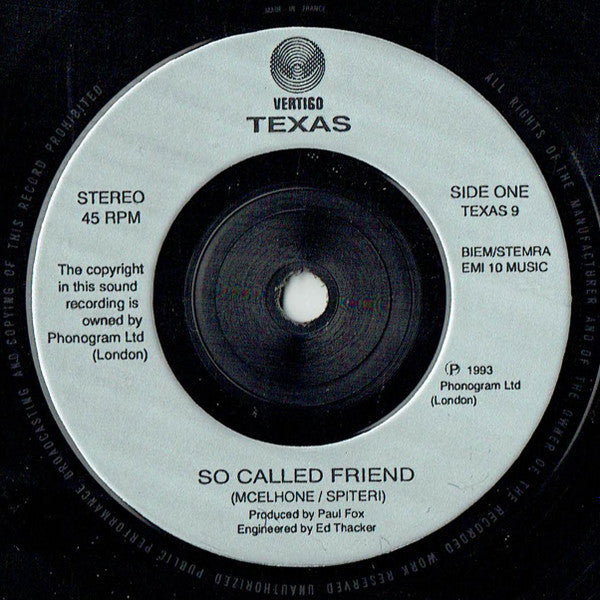 MADE IN FRANCE
VERTIGO
TEXAS
STEREO
45 RPM
SIDE ONE
TEXAS 9
BIEM/STEMRA
EMI 10 MUSIC
The copyright
in this sound
recording is
owned by
Phonogram Ltd
(London)
℗ 1993
Phonogram Ltd
(London)
SO CALLED FRIEND
(MCELHONE / SPITERI)
Produced by Paul Fox
Engineered by Ed Thacker
ALL RIGHTS OF THE MANUFACTURER AND OF THE OWNER OF THE RECORDED WORK RESERVED UNAUTHORIZED PUBLIC PERFORMANCE BROADCASTING AND COPYING OF THIS RECORD PROHIBITED